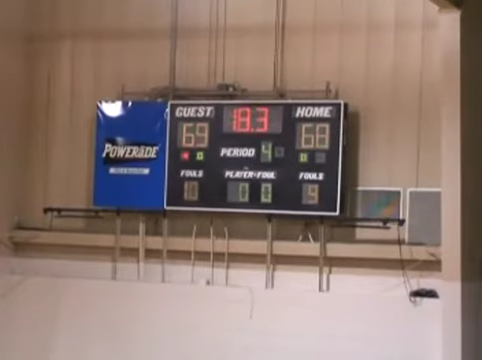 POWERADE
GUEST
HOME
69
18.3
68
PERIOD 4
FOULS
PLAYER-FOUL
FOULS
10
9